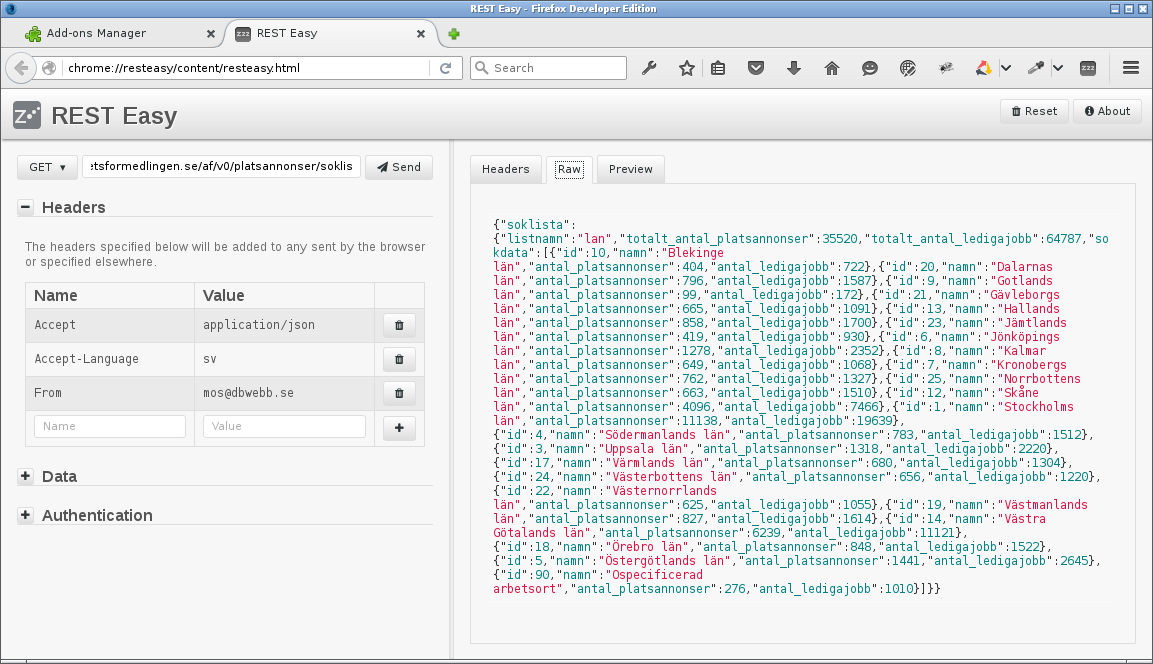 REST Easy - Firefox Developer Edition
Add-ons Manager
REST Easy
chrome://resteasy/content/resteasy.html
Search
REST Easy
Reset
About
GET
etsformedlingen.se/af/v0/platsannonser/soklis
Send
Headers
Raw
Preview
Headers
The headers specified below will be added to any sent by the browser
or specified elsewhere.
Name Value
Accept application/json
Accept-Language sv
From mos@dbwebb.se
Name Value
Data
Authentication
{"soklista":
{"listnamn":"lan","totalt_antal_platsannonser":35520,"totalt_antal_ledigajobb":64787,"so
kdata":[{"id":10,"namn":"Blekinge
län","antal_platsannonser":404,"antal_ledigajobb":722},{"id":20,"namn":"Dalarnas
län","antal_platsannonser":796,"antal_ledigajobb":1587},{"id":9,"namn":"Gotlands
län","antal_platsannonser":99,"antal_ledigajobb":172},{"id":21,"namn":"Gävleborgs
län","antal_platsannonser":665,"antal_ledigajobb":1091},{"id":13,"namn":"Hallands
län","antal_platsannonser":858,"antal_ledigajobb":1700},{"id":23,"namn":"Jämtlands
län","antal_platsannonser":419,"antal_ledigajobb":930},{"id":6,"namn":"Jönköpings
län","antal_platsannonser":1278,"antal_ledigajobb":2352},{"id":8,"namn":"Kalmar
län","antal_platsannonser":649,"antal_ledigajobb":1068},{"id":7,"namn":"Kronobergs
län","antal_platsannonser":762,"antal_ledigajobb":1327},{"id":25,"namn":"Norrbottens
län","antal_platsannonser":663,"antal_ledigajobb":1510},{"id":12,"namn":"Skåne
län","antal_platsannonser":4096,"antal_ledigajobb":7466},{"id":1,"namn":"Stockholms
län","antal_platsannonser":11138,"antal_ledigajobb":19639},
{"id":4,"namn":"Södermanlands län","antal_platsannonser":783,"antal_ledigajobb":1512},
{"id":3,"namn":"Uppsala län","antal_platsannonser":1318,"antal_ledigajobb":2220},
{"id":17,"namn":"Värmlands län","antal_platsannonser":680,"antal_ledigajobb":1304},
{"id":24,"namn":"Västerbottens län","antal_platsannonser":656,"antal_ledigajobb":1220},
{"id":22,"namn":"Västernorrlands
län","antal_platsannonser":625,"antal_ledigajobb":1055},{"id":19,"namn":"Västmanlands
län","antal_platsannonser":827,"antal_ledigajobb":1614},{"id":14,"namn":"Västra
Götalands län","antal_platsannonser":6239,"antal_ledigajobb":11121},
{"id":18,"namn":"Örebro län","antal_platsannonser":848,"antal_ledigajobb":1522},
{"id":5,"namn":"Östergötlands län","antal_platsannonser":1441,"antal_ledigajobb":2645},
{"id":90,"namn":"Ospecificerad
arbetsort","antal_platsannonser":276,"antal_ledigajobb":1010}]}}